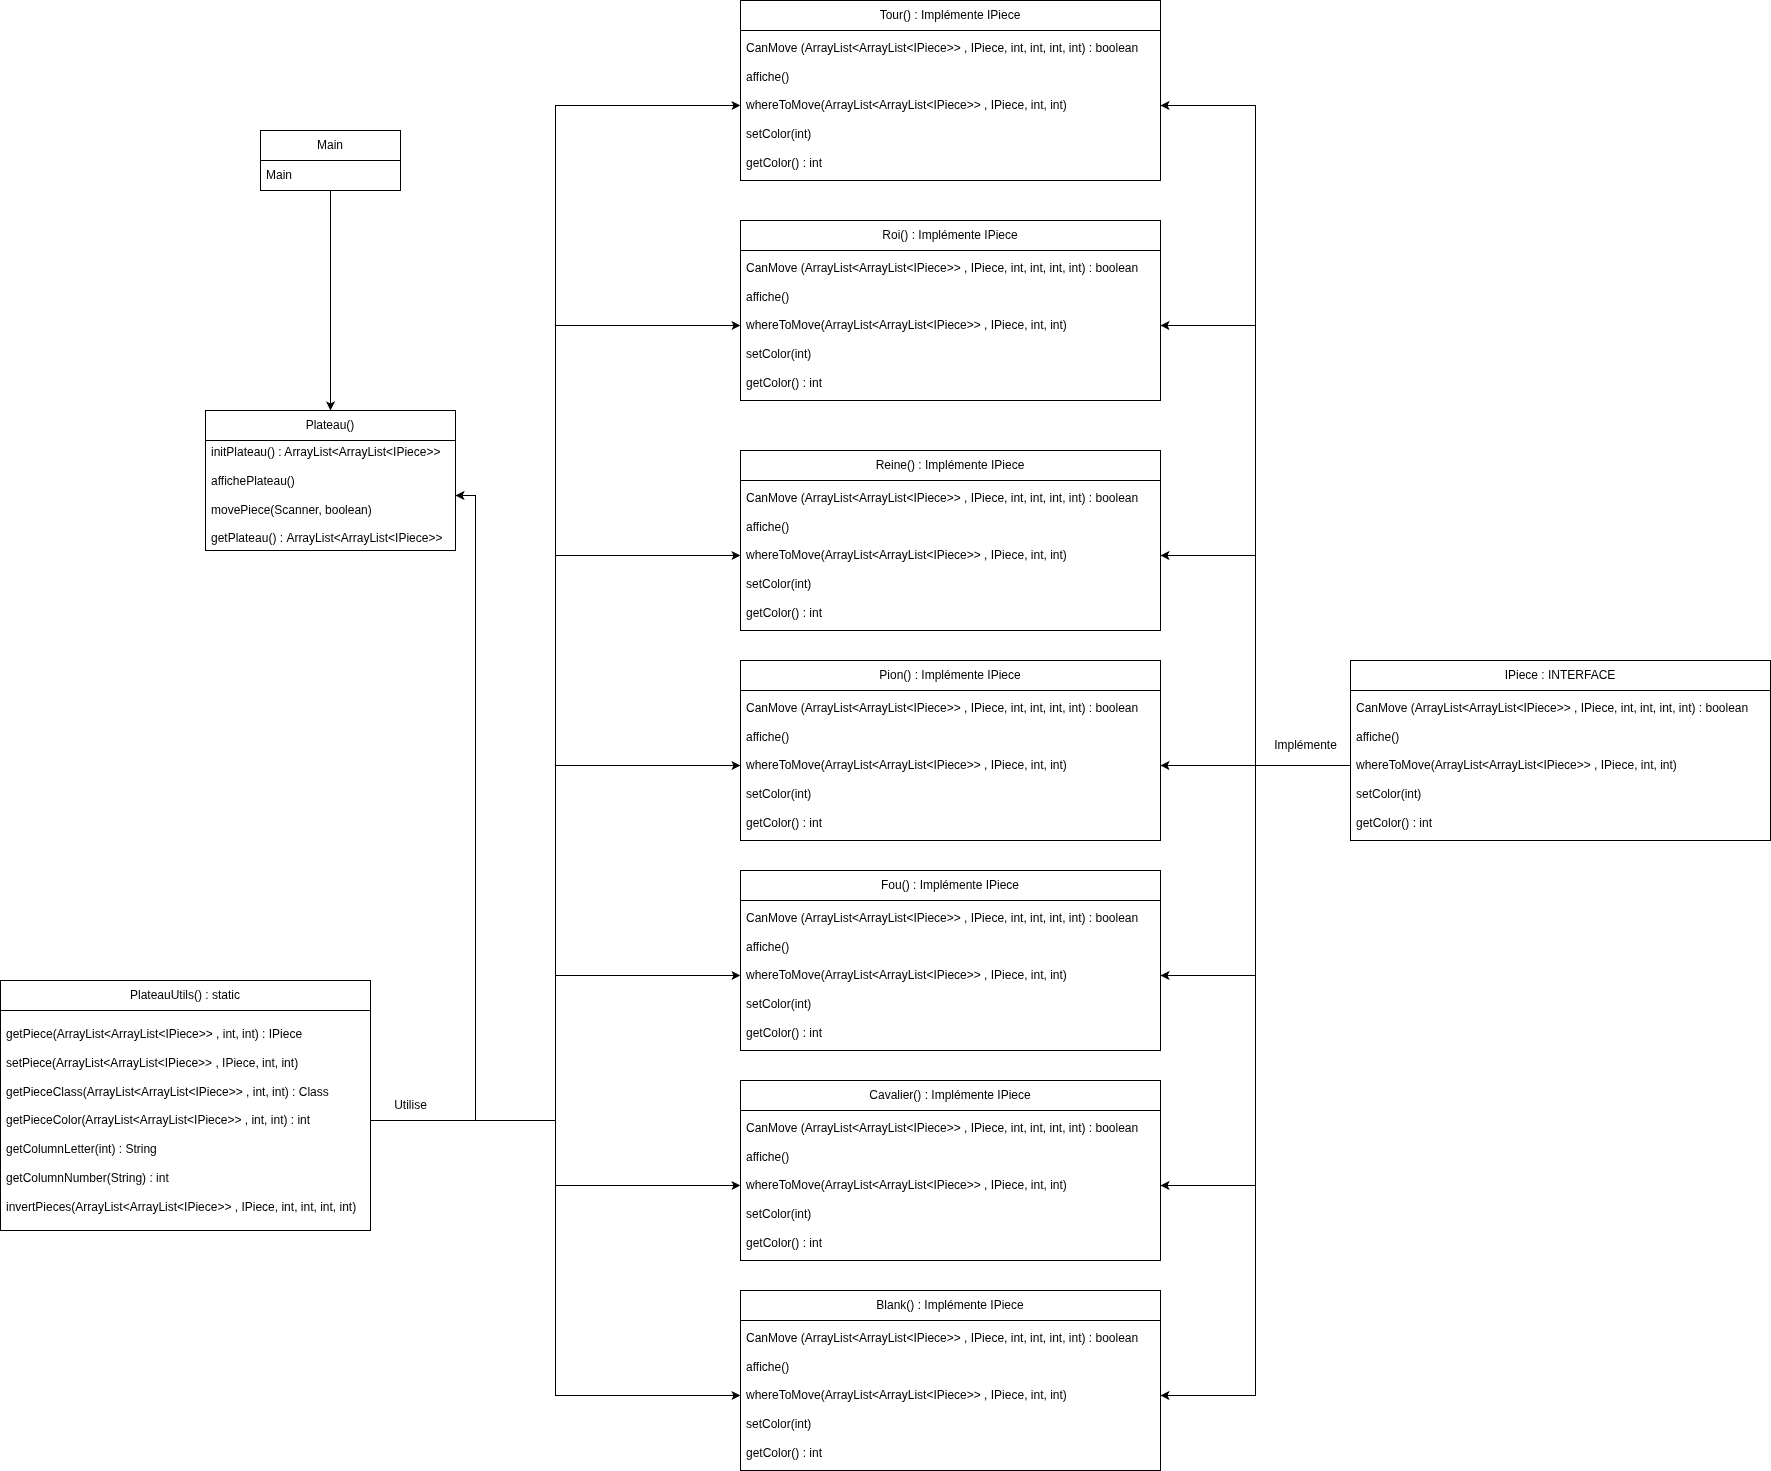 Main
Main
Plateau()
initPlateau() : ArrayList<ArrayList<IPiece>>
affichePlateau()
movePiece(Scanner, boolean)
getPlateau() : ArrayList<ArrayList<IPiece>>
PlateauUtils() : static
getPiece(ArrayList<ArrayList<IPiece>> , int, int) : IPiece
setPiece(ArrayList<ArrayList<IPiece>> , IPiece, int, int)
getPieceClass(ArrayList<ArrayList<IPiece>> , int, int) : Class
getPieceColor(ArrayList<ArrayList<IPiece>> , int, int) : int
getColumnLetter(int) : String
getColumnNumber(String) : int
invertPieces(ArrayList<ArrayList<IPiece>> , IPiece, int, int, int, int)
Utilise
Tour() : Implémente IPiece
CanMove (ArrayList<ArrayList<IPiece>> , IPiece, int, int, int, int) : boolean
affiche()
whereToMove(ArrayList<ArrayList<IPiece>> , IPiece, int, int)
setColor(int)
getColor() : int
Roi() : Implémente IPiece
CanMove (ArrayList<ArrayList<IPiece>> , IPiece, int, int, int, int) : boolean
affiche()
whereToMove(ArrayList<ArrayList<IPiece>> , IPiece, int, int)
setColor(int)
getColor() : int
Reine() : Implémente IPiece
CanMove (ArrayList<ArrayList<IPiece>> , IPiece, int, int, int, int) : boolean
affiche()
whereToMove(ArrayList<ArrayList<IPiece>> , IPiece, int, int)
setColor(int)
getColor() : int
Pion() : Implémente IPiece
CanMove (ArrayList<ArrayList<IPiece>> , IPiece, int, int, int, int) : boolean
affiche()
whereToMove(ArrayList<ArrayList<IPiece>> , IPiece, int, int)
setColor(int)
getColor() : int
Fou() : Implémente IPiece
CanMove (ArrayList<ArrayList<IPiece>> , IPiece, int, int, int, int) : boolean
affiche()
whereToMove(ArrayList<ArrayList<IPiece>> , IPiece, int, int)
setColor(int)
getColor() : int
Cavalier() : Implémente IPiece
CanMove (ArrayList<ArrayList<IPiece>> , IPiece, int, int, int, int) : boolean
affiche()
whereToMove(ArrayList<ArrayList<IPiece>> , IPiece, int, int)
setColor(int)
getColor() : int
Blank() : Implémente IPiece
CanMove (ArrayList<ArrayList<IPiece>> , IPiece, int, int, int, int) : boolean
affiche()
whereToMove(ArrayList<ArrayList<IPiece>> , IPiece, int, int)
setColor(int)
getColor() : int
Implémente
IPiece : INTERFACE
CanMove (ArrayList<ArrayList<IPiece>> , IPiece, int, int, int, int) : boolean
affiche()
whereToMove(ArrayList<ArrayList<IPiece>> , IPiece, int, int)
setColor(int)
getColor() : int